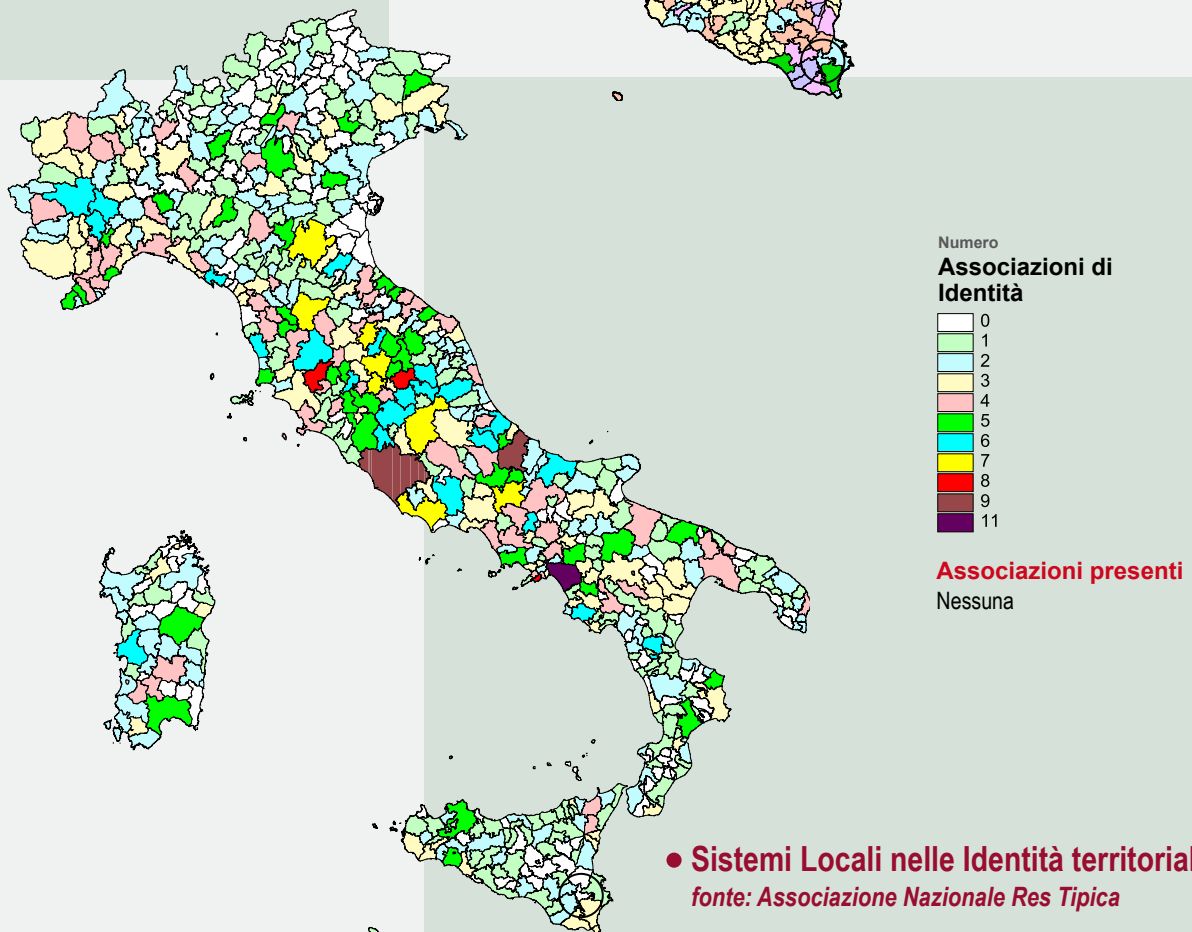 Numero
Associazioni di
Identità
0
1
2
3
4
5
6
7
8
9
11
Associazioni presenti
Nessuna
• Sistemi Locali nelle Identità territorial
fonte: Associazione Nazionale Res Tipica